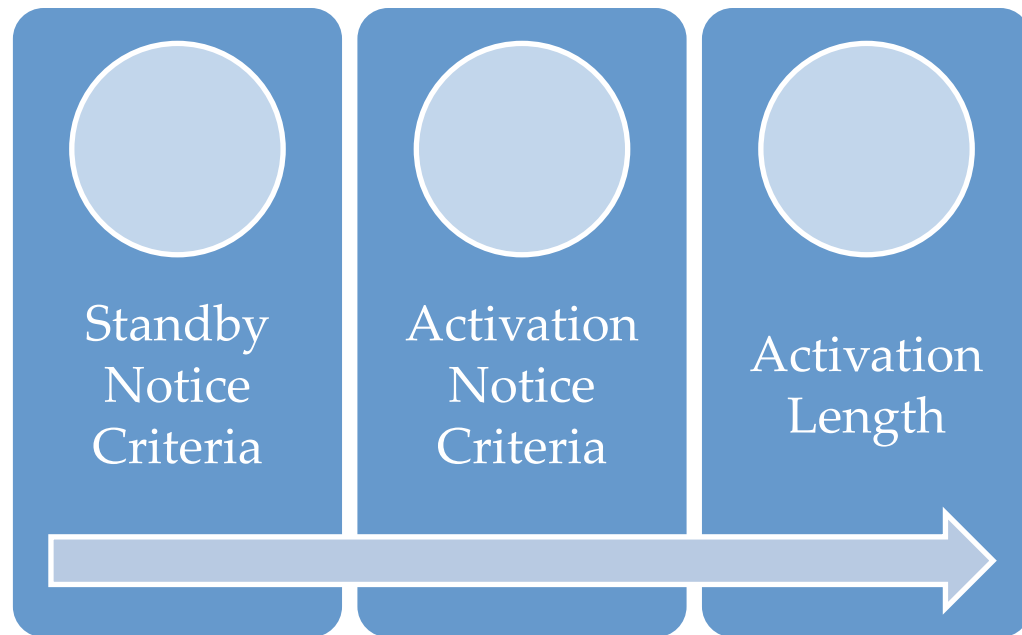 Standby
Notice
Criteria
Activation
Notice
Criteria
Activation
Length